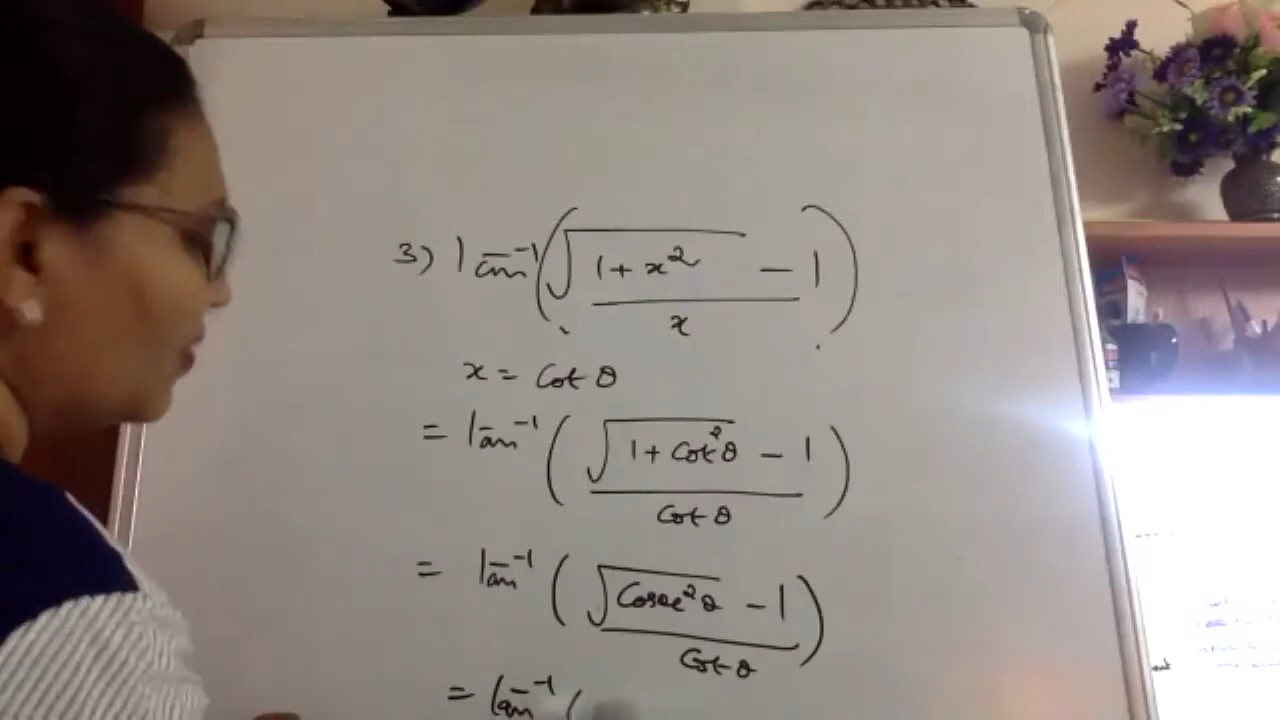 3) tan⁻¹(√(1+x²) - 1 / x)
x = Cot θ
= tan⁻¹(√(1+Cot²θ) - 1 / Cot θ)
= tan⁻¹(√(Cosec²θ) - 1 / Cot θ)
= tan⁻¹(